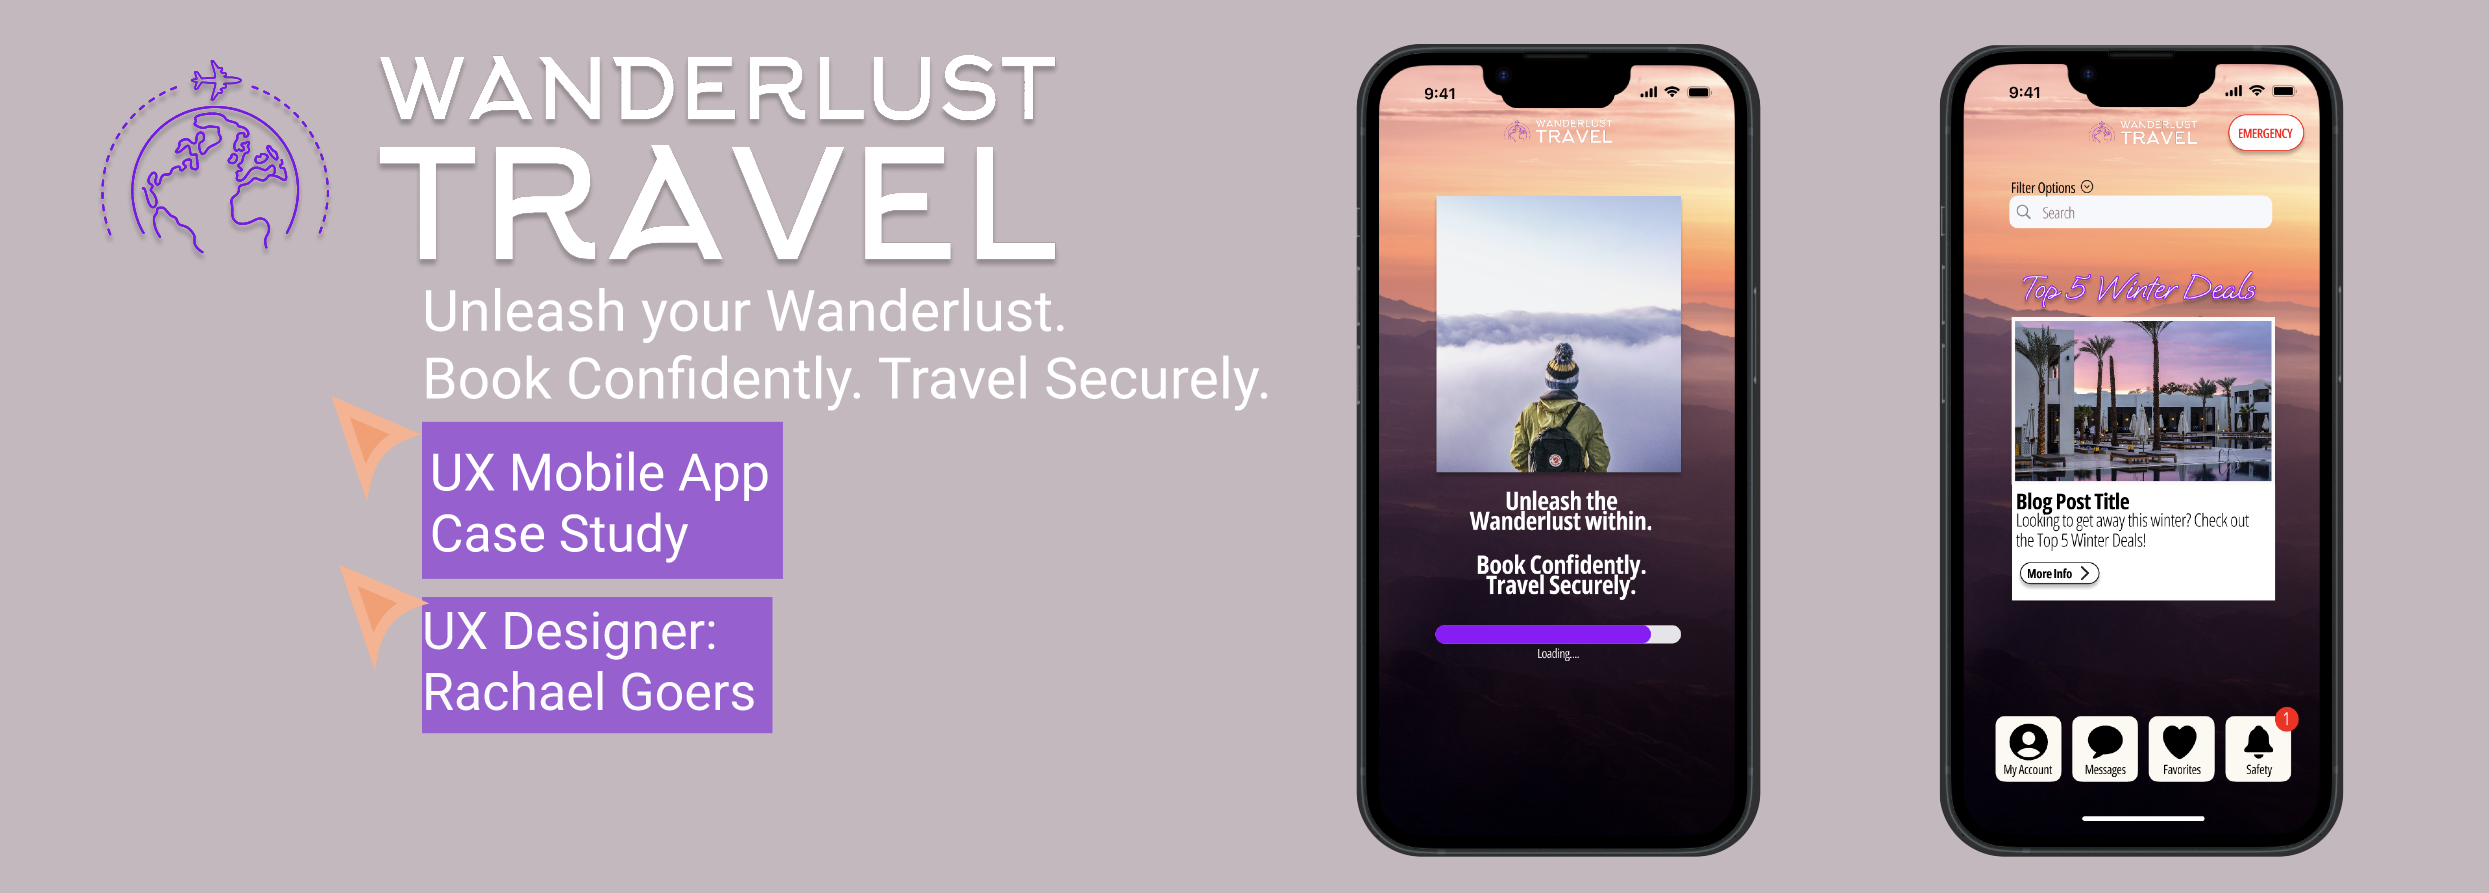 WANDERLUST
TRAVEL
Unleash your Wanderlust.
Book Confidently. Travel Securely.
UX Mobile App
Case Study
UX Designer:
Rachael Goers
9:41
WANDERLUST
TRAVEL
Unleash the
Wanderlust within.
Book Confidently.
Travel Securely.
Loading....
9:41
WANDERLUST
TRAVEL
EMERGENCY
Filter Options
Search
Top 5 Winter Deals
Blog Post Title
Looking to get away this winter? Check out
the Top 5 Winter Deals!
More Info
1
My Account
Messages
Favorites
Safety